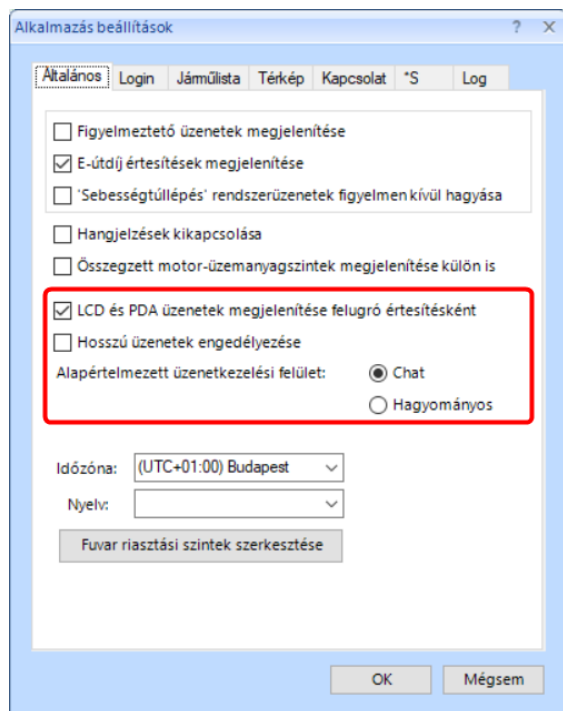 Alkalmazás beállítások ? X
Általános Login Járműlista Térkép Kapcsolat *S Log
Figyelmeztető üzenetek megjelenítése
E-útdíj értesítések megjelenítése
'Sebességtúllépés' rendszerüzenetek figyelmen kívül hagyása
Hangjelzések kikapcsolása
Összegzett motor-üzemanyagszintek megjelenítése külön is
LCD és PDA üzenetek megjelenítése felugró értesítésként
Hosszú üzenetek engedélyezése
Alapértelmezett üzenetkezelési felület: Chat
Hagyományos
Időzóna: (UTC+01:00) Budapest
Nyelv:
Fuvar riasztási szintek szerkesztése
OK Mégsem